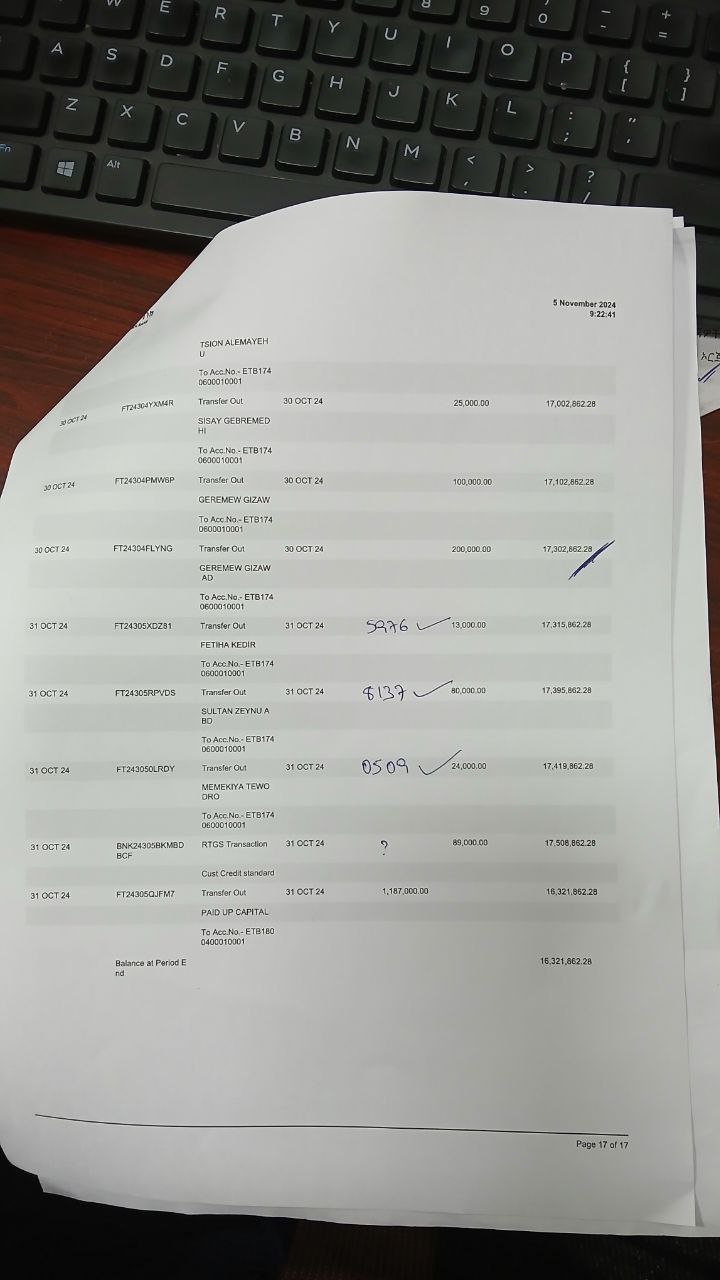 W E R T Y U I O P 8 9 0 - - + =
A S D F G H J K L { [ } ] : ; " '
Z X C V B N M < , > . ? /
Fn Alt
5 November 2024
9:22:41
TSION ALEMAYEH
U
To Acc.No.- ETB174
0600010001
30 OCT 24 FT24304YXM4R Transfer Out 30 OCT 24 25,000.00 17,002,862.28
SISAY GEBREMED
HI
To Acc.No.- ETB174
0600010001
30 OCT 24 FT24304PMW6P Transfer Out 30 OCT 24 100,000.00 17,102,862.28
GEREMEW GIZAW
To Acc.No.- ETB174
0600010001
30 OCT 24 FT24304FLYNG Transfer Out 30 OCT 24 200,000.00 17,302,862.28
GEREMEW GIZAW
AD
To Acc.No.- ETB174
0600010001
31 OCT 24 FT24305XDZ81 Transfer Out 31 OCT 24 5976 13,000.00 17,315,862.28
FETIHA KEDIR
To Acc.No.- ETB174
0600010001
31 OCT 24 FT24305RPVDS Transfer Out 31 OCT 24 8137 80,000.00 17,395,862.28
SULTAN ZEYNU A
BD
To Acc.No.- ETB174
0600010001
31 OCT 24 FT243050LRDY Transfer Out 31 OCT 24 0509 24,000.00 17,419,862.28
MEMEKIYA TEWO
DRO
To Acc.No.- ETB174
0600010001
31 OCT 24 BNK24305BKMBD RTGS Transaction 31 OCT 24 ? 89,000.00 17,508,862.28
BCF
Cust Credit standard
31 OCT 24 FT24305QJFM7 Transfer Out 31 OCT 24 1,187,000.00 16,321,862.28
PAID UP CAPITAL
To Acc.No.- ETB180
0400010001
Balance at Period E 16,321,862.28
nd
Page 17 of 17